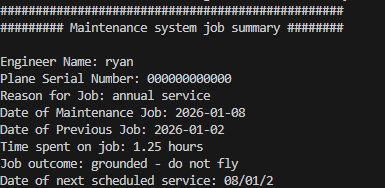 #################################################
######### Maintenance system job summary ########
Engineer Name: ryan
Plane Serial Number: 000000000000
Reason for Job: annual service
Date of Maintenance Job: 2026-01-08
Date of Previous Job: 2026-01-02
Time spent on job: 1.25 hours
Job outcome: grounded - do not fly
Date of next scheduled service: 08/01/2